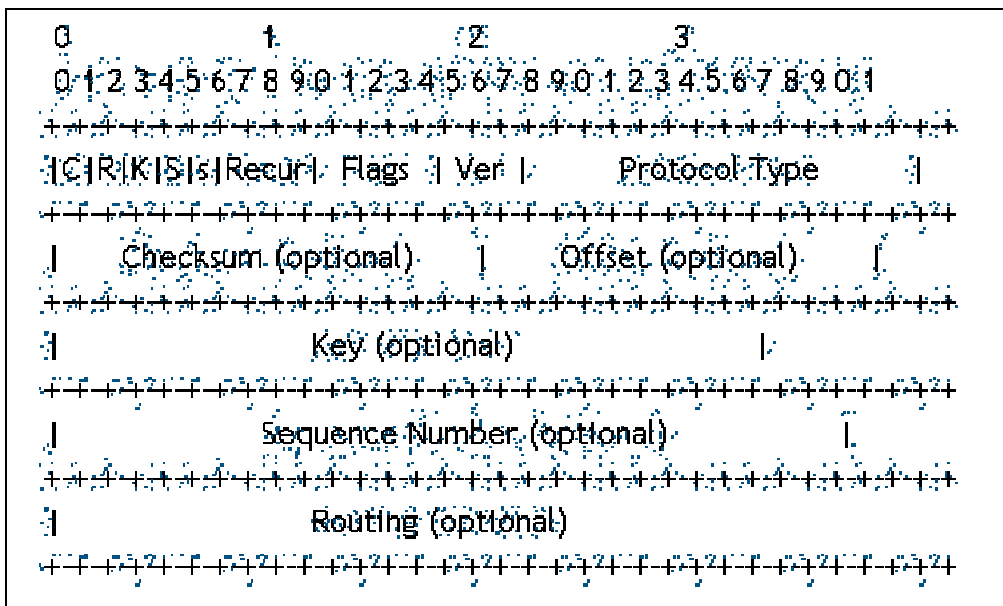 0 1 2 3
0 1 2 3 4 5 6 7 8 9 0 1 2 3 4 5 6 7 8 9 0 1 2 3 4 5 6 7 8 9 0 1
+-+-+-+-+-+-+-+-+-+-+-+-+-+-+-+-+-+-+-+-+-+-+-+-+-+-+-+-+-+-+-+-+
|C|R|K|S|s|Recur| Flags | Ver | Protocol Type |
+-+-+-+-+-+-+-+-+-+-+-+-+-+-+-+-+-+-+-+-+-+-+-+-+-+-+-+-+-+-+-+-+
| Checksum (optional) | Offset (optional) |
+-+-+-+-+-+-+-+-+-+-+-+-+-+-+-+-+-+-+-+-+-+-+-+-+-+-+-+-+-+-+-+-+
| Key (optional) |
+-+-+-+-+-+-+-+-+-+-+-+-+-+-+-+-+-+-+-+-+-+-+-+-+-+-+-+-+-+-+-+-+
| Sequence Number (optional) |
+-+-+-+-+-+-+-+-+-+-+-+-+-+-+-+-+-+-+-+-+-+-+-+-+-+-+-+-+-+-+-+-+
| Routing (optional)
+-+-+-+-+-+-+-+-+-+-+-+-+-+-+-+-+-+-+-+-+-+-+-+-+-+-+-+-+-+-+-+-+